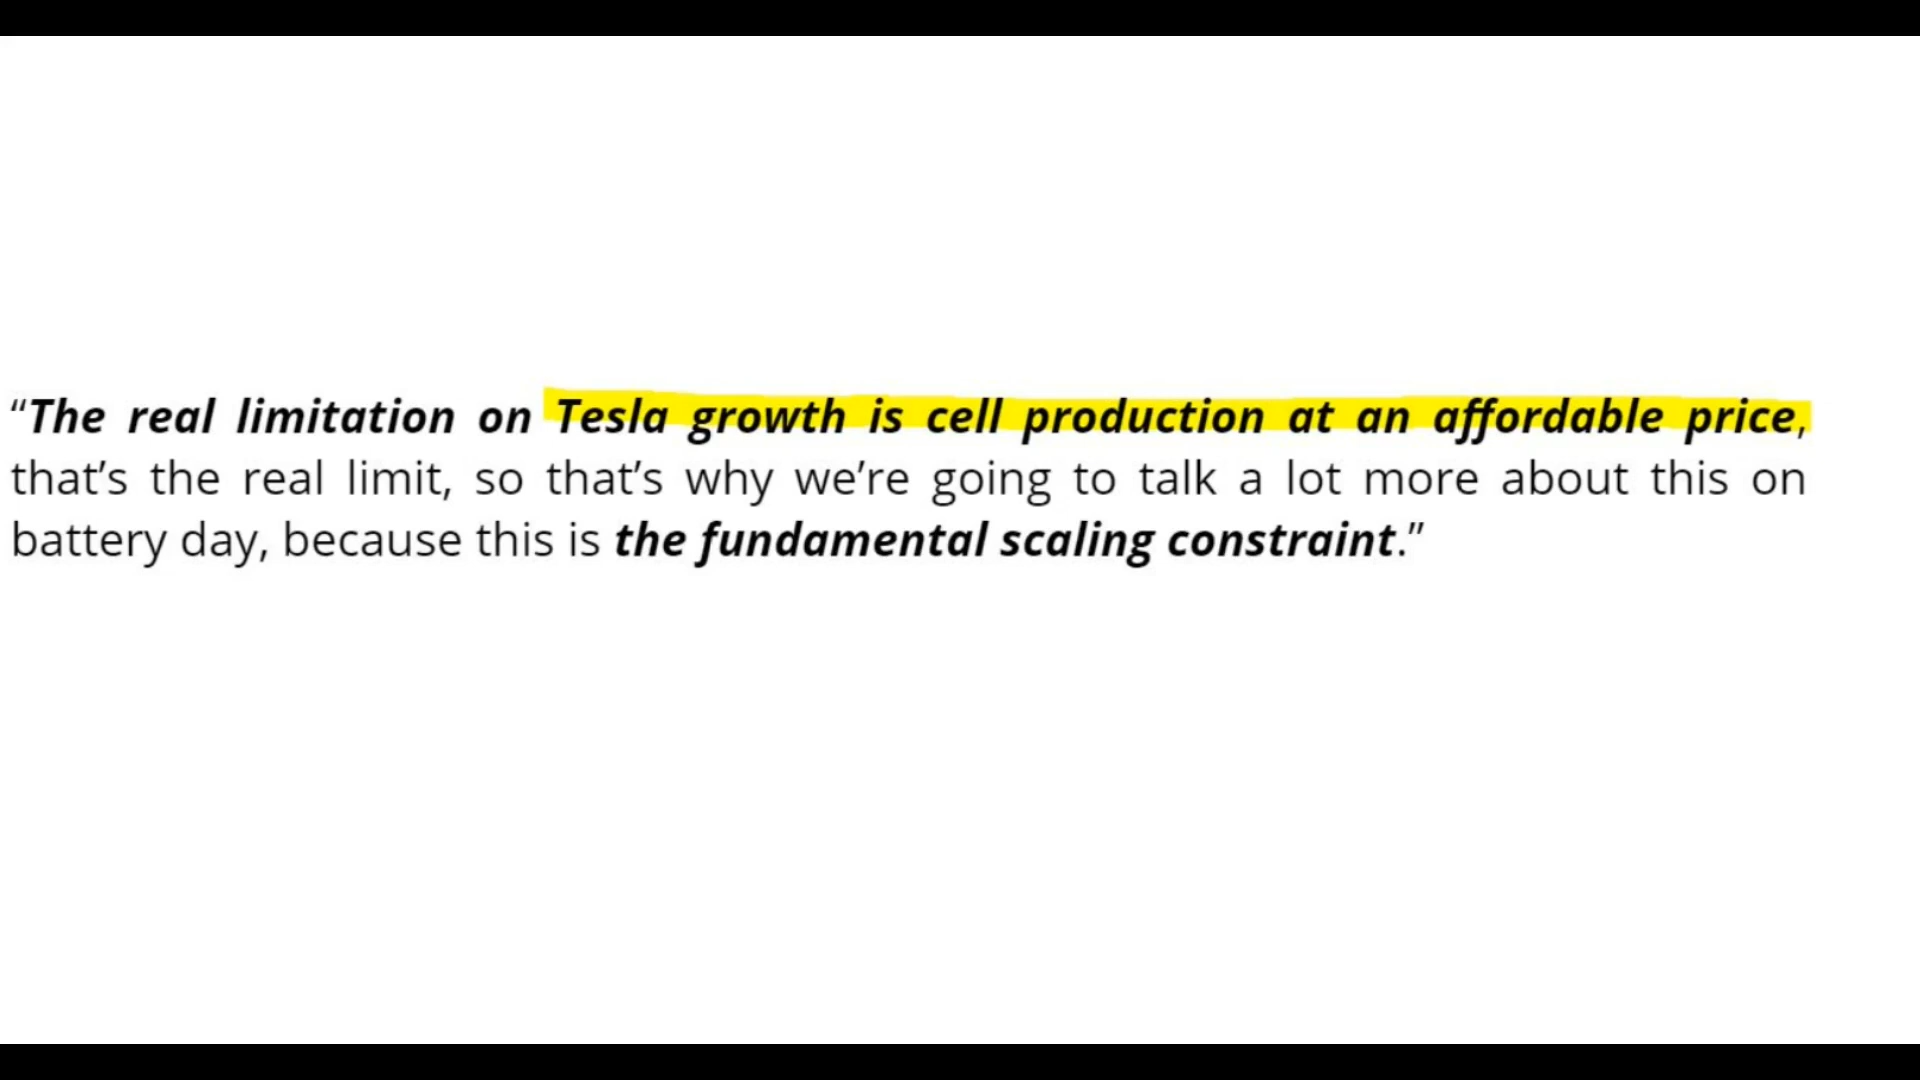 “The real limitation on Tesla growth is cell production at an affordable price,
that’s the real limit, so that’s why we’re going to talk a lot more about this on
battery day, because this is the fundamental scaling constraint.”